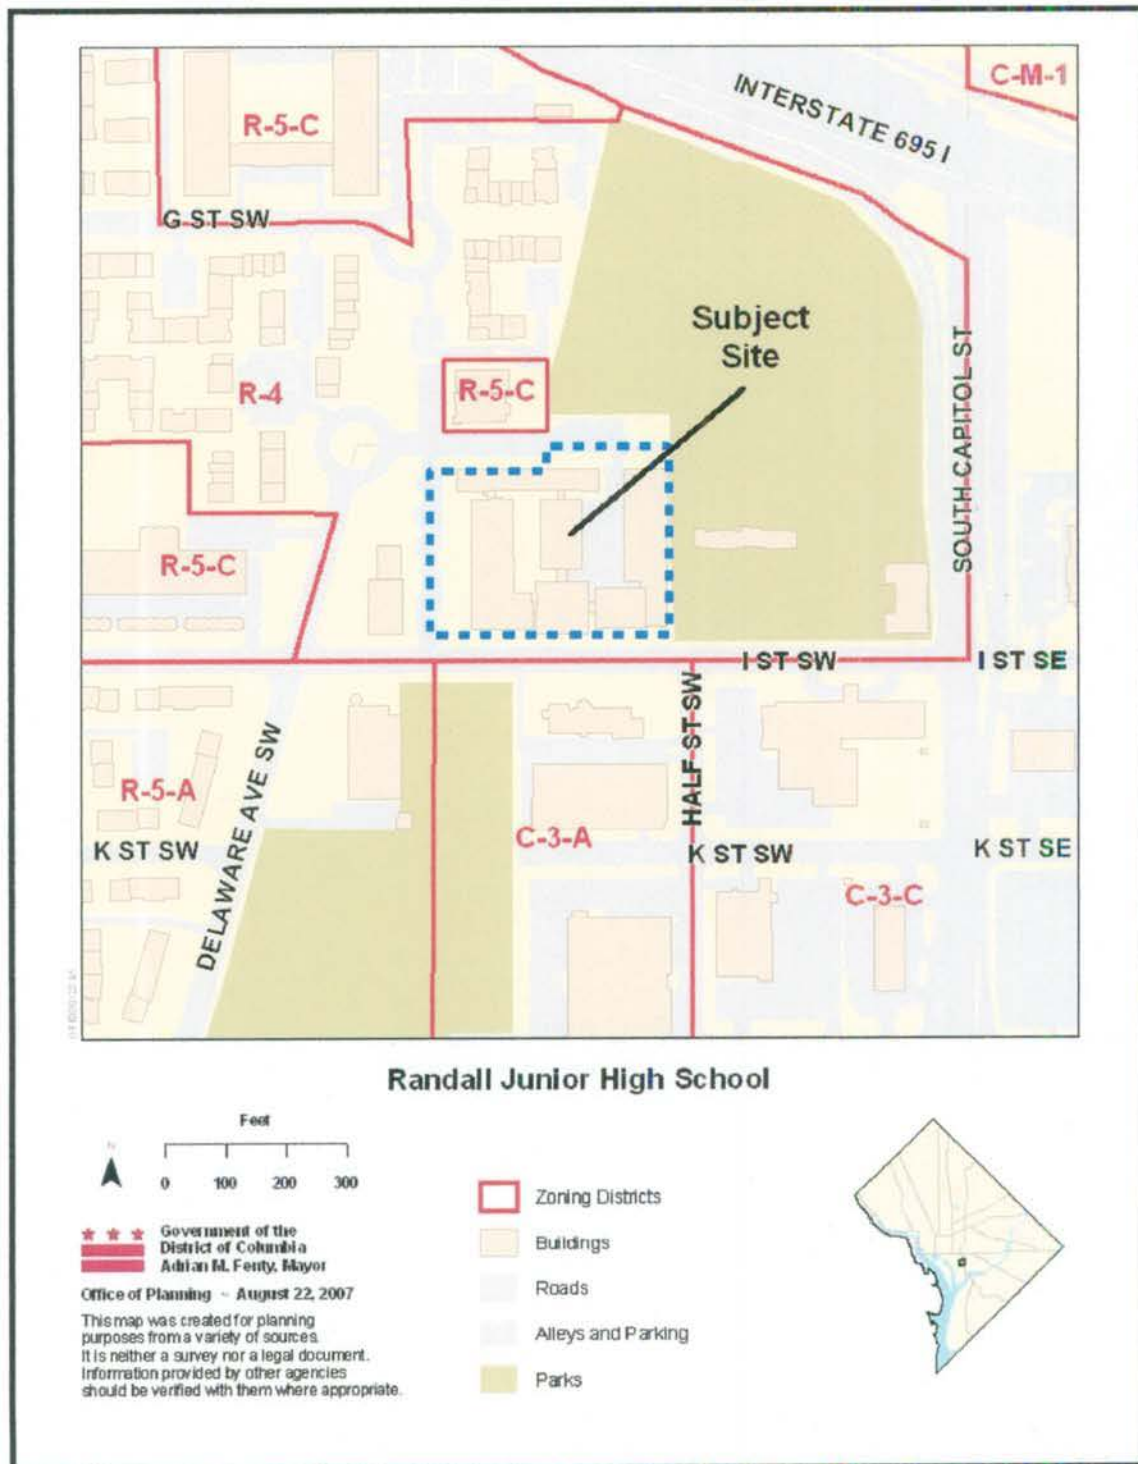 C-M-1
INTERSTATE 695 I
R-5-C
G ST SW
Subject
Site
SOUTH CAPITOL ST
R-4
R-5-C
R-5-C
I ST SW
I ST SE
HALF ST SW
DELAWARE AVE SW
R-5-A
C-3-A
K ST SW
K ST SW
K ST SE
C-3-C
Randall Junior High School
Feet
N
0 100 200 300
Government of the
District of Columbia
Adrian M. Fenty, Mayor
Office of Planning ~ August 22, 2007
This map was created for planning
purposes from a variety of sources.
It is neither a survey nor a legal document.
Information provided by other agencies
should be verified with them where appropriate.
Zoning Districts
Buildings
Roads
Alleys and Parking
Parks